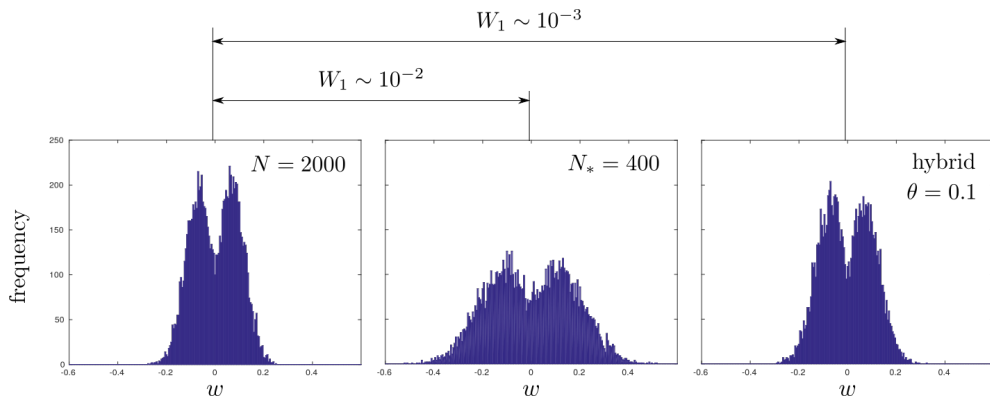 W₁ ∼ 10⁻³
W₁ ∼ 10⁻²
frequency
250
200
150
100
50
0
N = 2000
-0.6 -0.4 -0.2 0 0.2 0.4
w
N* = 400
-0.6 -0.4 -0.2 0 0.2 0.4
w
hybrid
θ = 0.1
-0.6 -0.4 -0.2 0 0.2 0.4
w